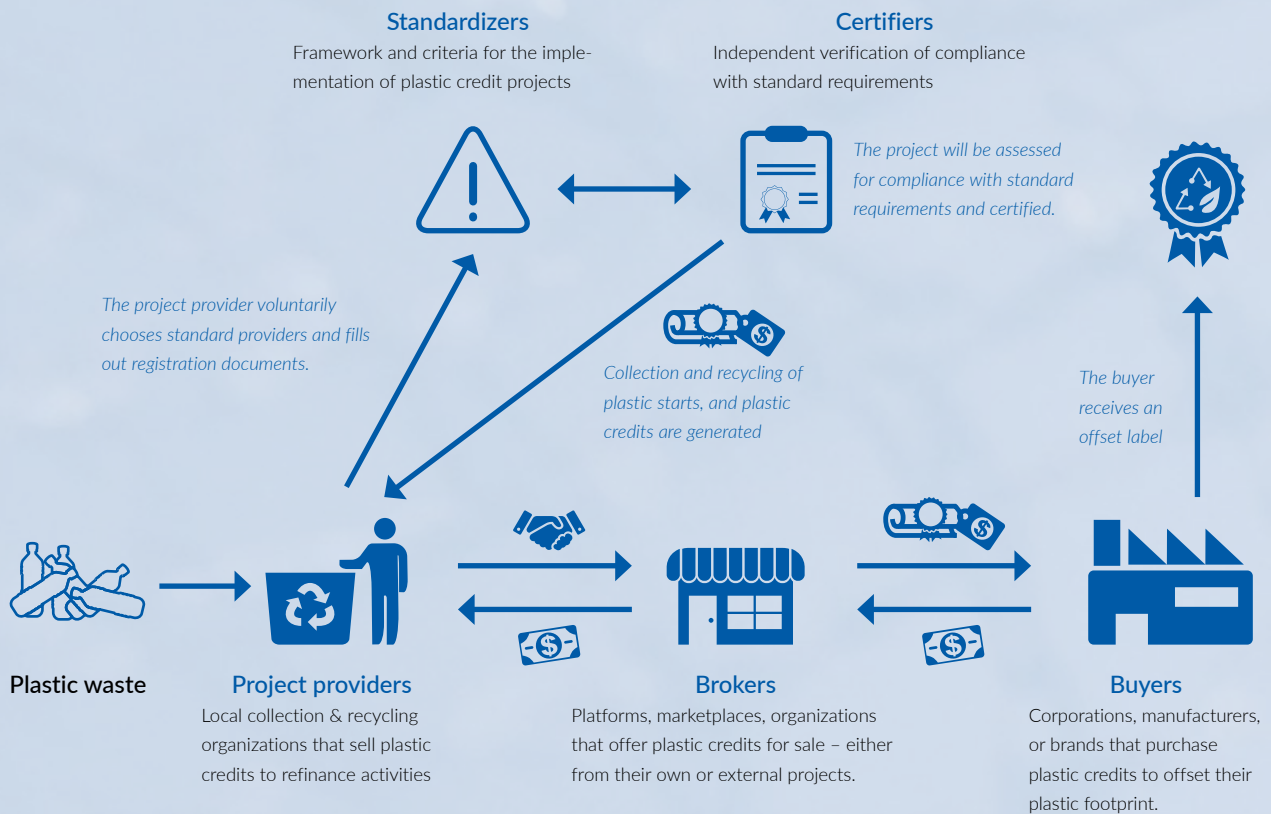 Standardizers
Framework and criteria for the imple-
mentation of plastic credit projects
Certifiers
Independent verification of compliance
with standard requirements
The project will be assessed
for compliance with standard
requirements and certified.
The project provider voluntarily
chooses standard providers and fills
out registration documents.
$
Collection and recycling of
plastic starts, and plastic
credits are generated
The buyer
receives an
offset label
$
$
$
Plastic waste
Project providers
Local collection & recycling
organizations that sell plastic
credits to refinance activities
Brokers
Platforms, marketplaces, organizations
that offer plastic credits for sale – either
from their own or external projects.
Buyers
Corporations, manufacturers,
or brands that purchase
plastic credits to offset their
plastic footprint.